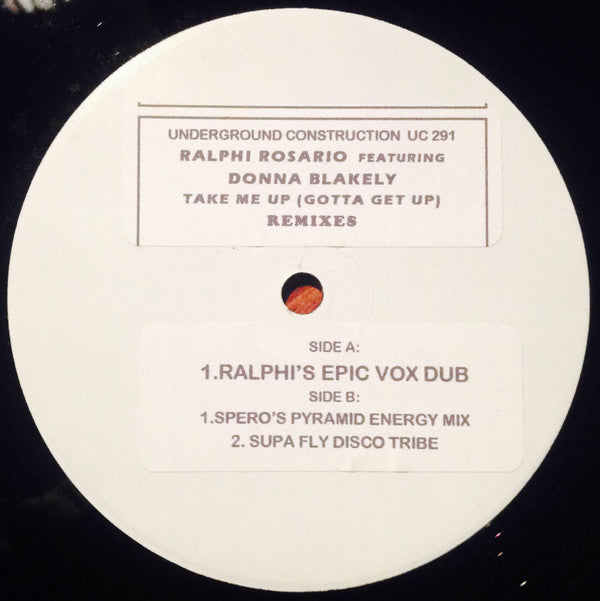 UNDERGROUND CONSTRUCTION UC 291
RALPHI ROSARIO FEATURING
DONNA BLAKELY
TAKE ME UP (GOTTA GET UP)
REMIXES
SIDE A:
1.RALPHI'S EPIC VOX DUB
SIDE B:
1.SPERO'S PYRAMID ENERGY MIX
2. SUPA FLY DISCO TRIBE